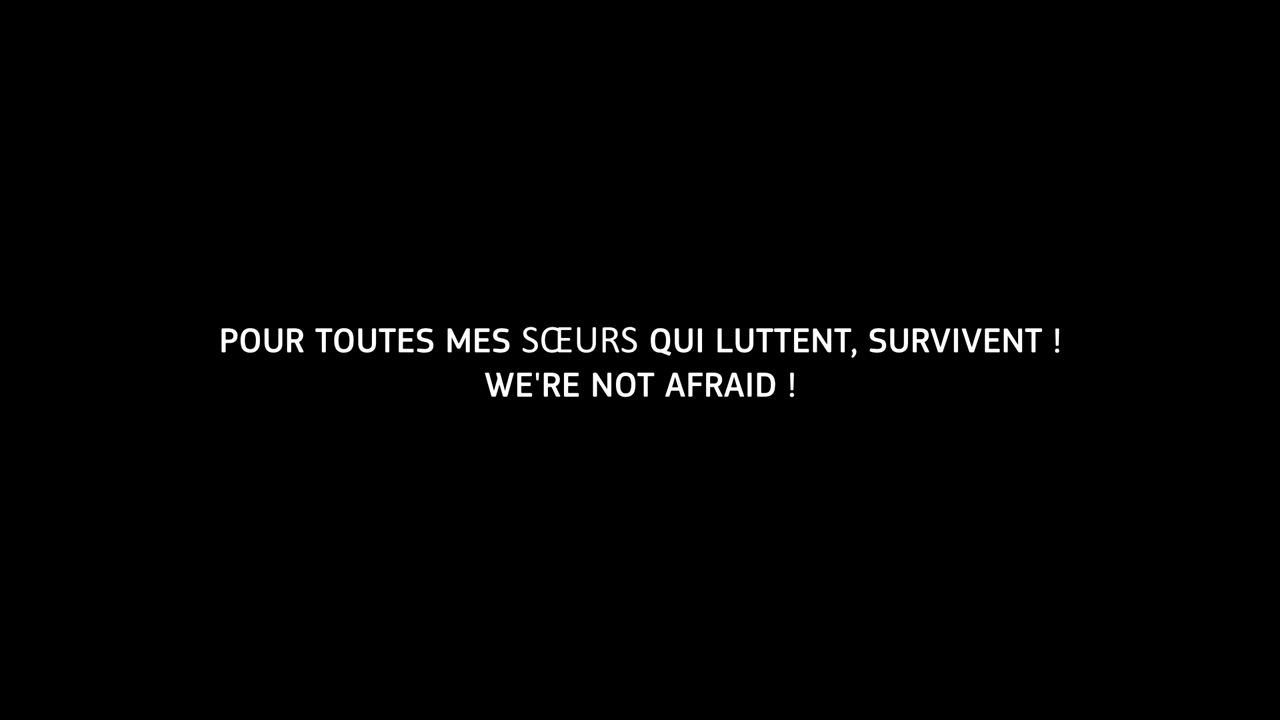 POUR TOUTES MES SŒURS QUI LUTTENT, SURVIVENT !
WE'RE NOT AFRAID !